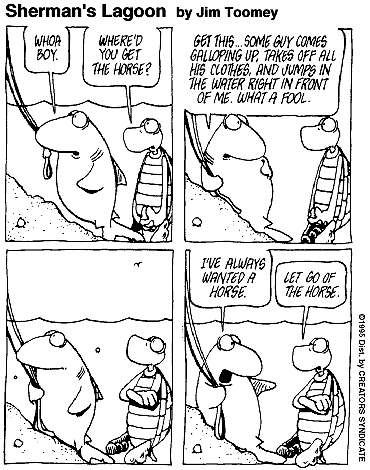 Sherman's Lagoon by Jim Toomey
WHOA
BOY.
WHERE'D
YOU GET
THE HORSE?
GET THIS...SOME GUY COMES
GALLOPING UP, TAKES OFF ALL
HIS CLOTHES, AND JUMPS IN
THE WATER RIGHT IN FRONT
OF ME. WHAT A FOOL.
I'VE ALWAYS
WANTED A
HORSE.
LET GO OF
THE HORSE.
©1995 Dist. by CREATORS SYNDICATE